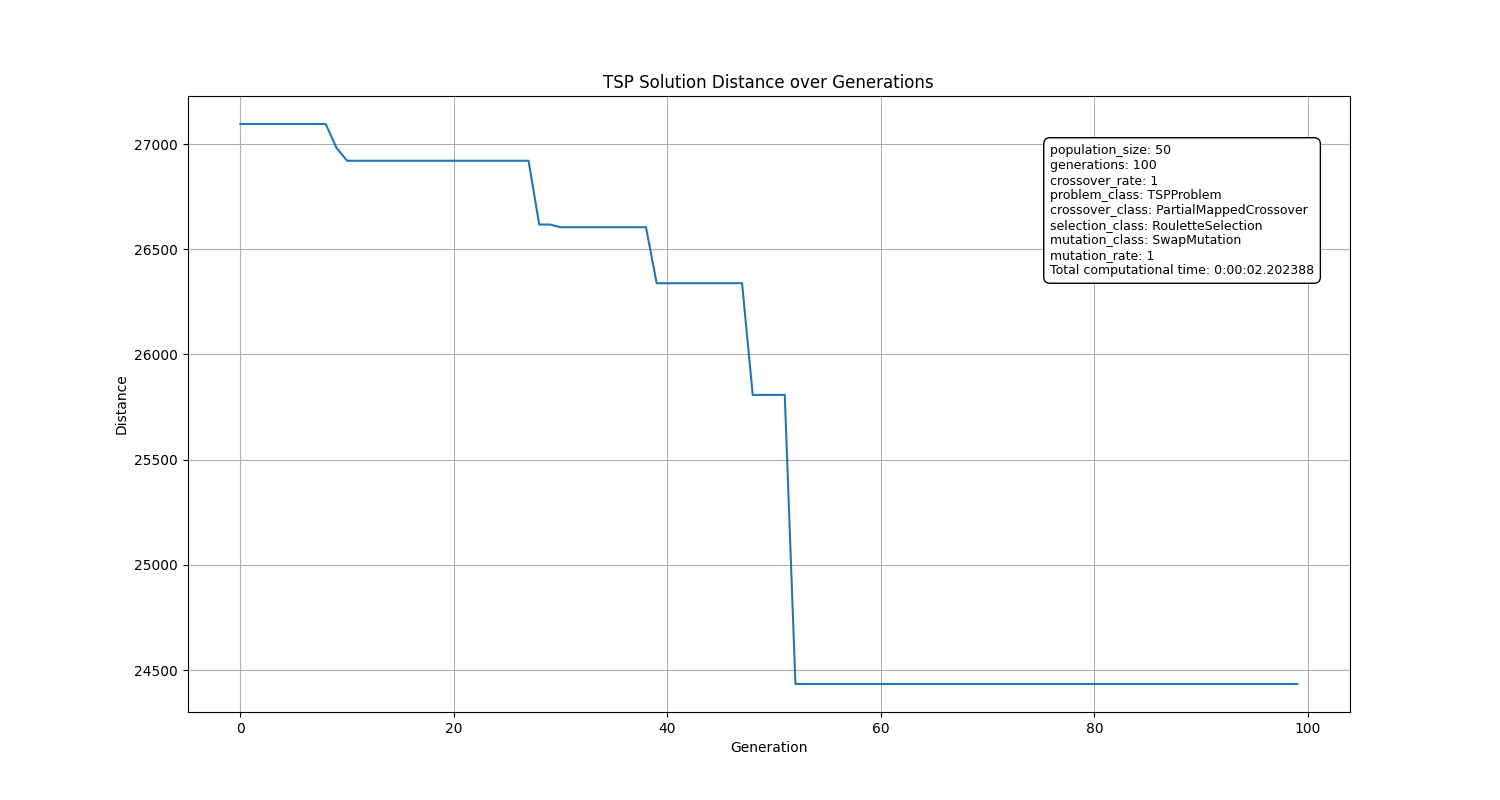 TSP Solution Distance over Generations
27000
26500
26000
25500
25000
24500
Distance
population_size: 50
generations: 100
crossover_rate: 1
problem_class: TSPProblem
crossover_class: PartialMappedCrossover
selection_class: RouletteSelection
mutation_class: SwapMutation
mutation_rate: 1
Total computational time: 0:00:02.202388
0 20 40 60 80 100
Generation